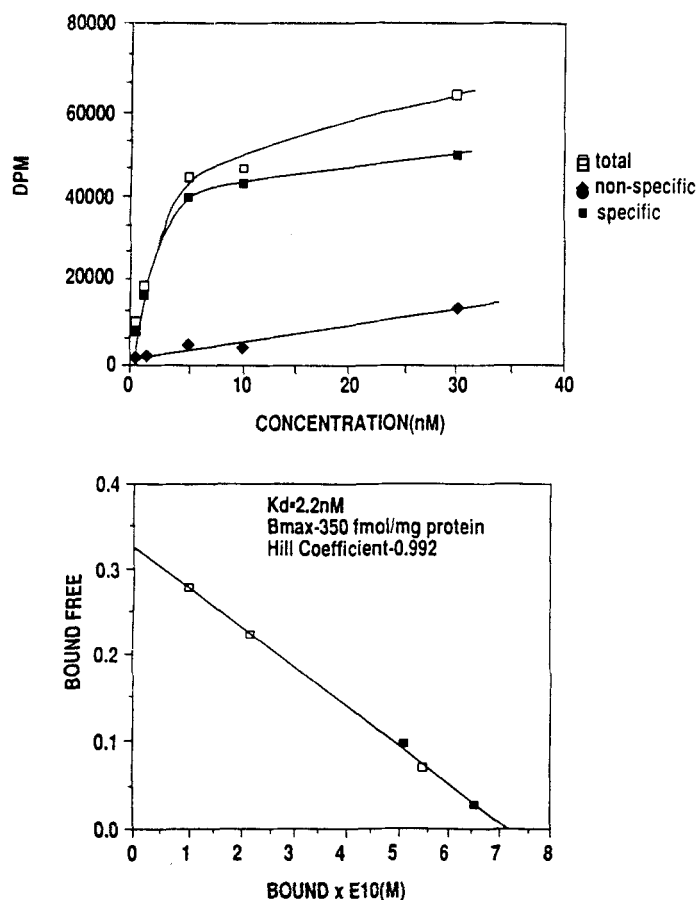 80000
60000
40000
20000
0
DPM
0 10 20 30 40
CONCENTRATION(nM)
total
non-specific
specific
0.4
0.3
0.2
0.1
0.0
BOUND FREE
Kd=2.2nM
Bmax-350 fmol/mg protein
Hill Coefficient-0.992
0 1 2 3 4 5 6 7 8
BOUND x E10(M)